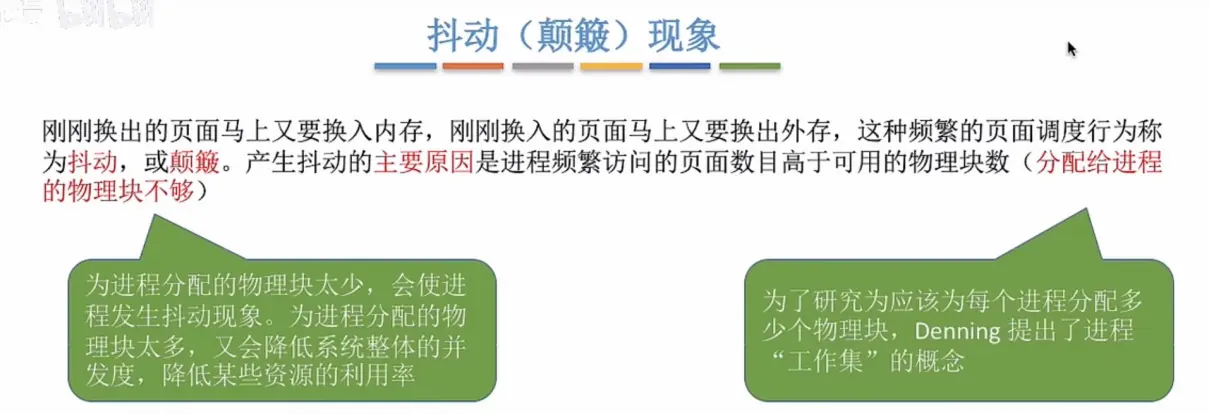 抖动（颠簸）现象
刚刚换出的页面马上又要换入内存，刚刚换入的页面马上又要换出外存，这种频繁的页面调度行为称
为抖动，或颠簸。产生抖动的主要原因是进程频繁访问的页面数目高于可用的物理块数（分配给进程
的物理块不够）
为进程分配的物理块太少，会使进
程发生抖动现象。为进程分配的物
理块太多，又会降低系统整体的并
发度，降低某些资源的利用率
为了研究为应该为每个进程分配多
少个物理块，Denning 提出了进程
“工作集”的概念